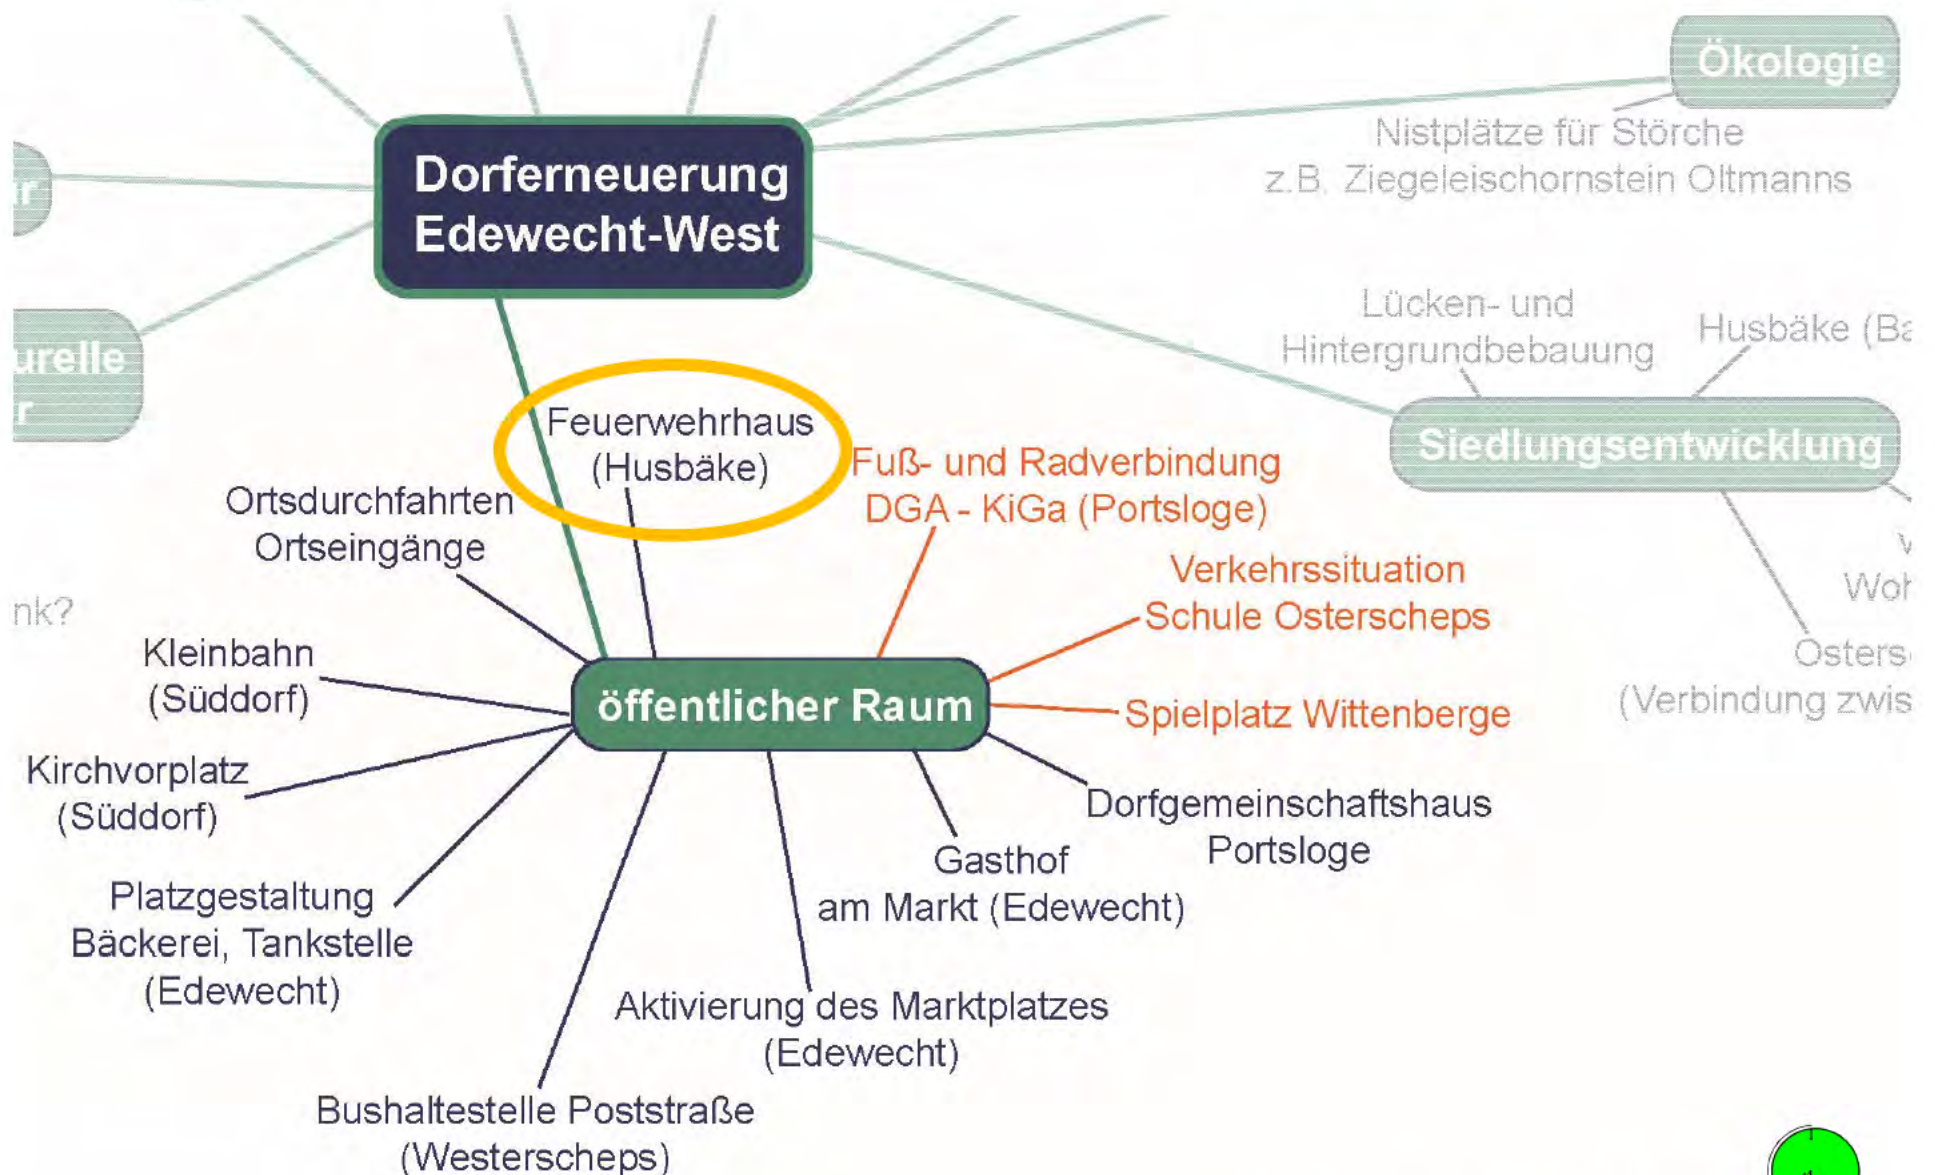 Ökologie
Nistplätze für Störche
z.B. Ziegeleischornstein Oltmanns
Dorferneuerung
Edewecht-West
Lücken- und
Hintergrundbebauung
Husbäke
Siedlungsentwicklung
Feuerwehrhaus
(Husbäke)
Fuß- und Radverbindung
DGA - KiGa (Portsloge)
Ortsdurchfahrten
Ortseingänge
Verkehrssituation
Schule Osterscheps
nk?
Kleinbahn
(Süddorf)
(Verbindung
öffentlicher Raum
Spielplatz Wittenberge
Kirchvorplatz
(Süddorf)
Dorfgemeinschaftshaus
Portsloge
Gasthof
am Markt (Edewecht)
Platzgestaltung
Bäckerei, Tankstelle
(Edewecht)
Aktivierung des Marktplatzes
(Edewecht)
Bushaltestelle Poststraße
(Westerscheps)